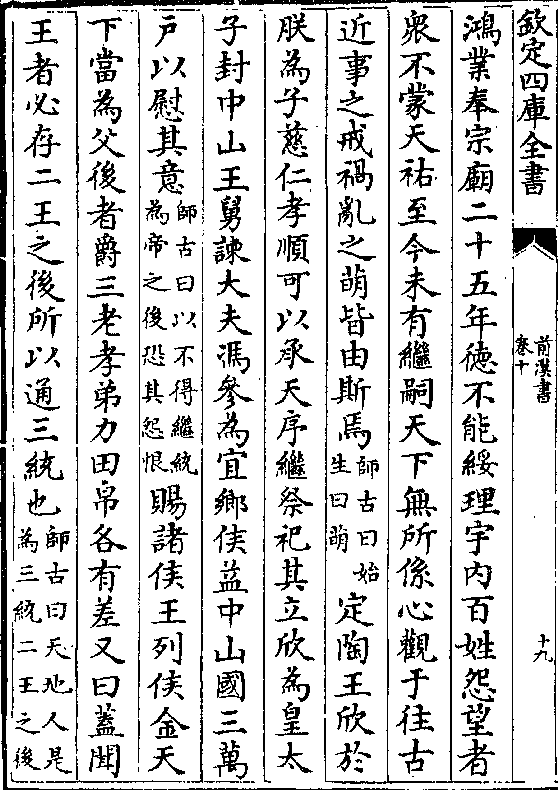 欽定四庫全書
前漢書
卷十
十九
鴻業奉宗廟二十五年徳不能綏理宇内百姓怨望者
衆不蒙天祐至今未有繼嗣天下無所係心觀于往古
近事之戒禍亂之萌皆由斯焉師古曰始生曰萌定陶王欣於
朕為子慈仁孝順可以承天序繼祭祀其立欣為皇太
子封中山王舅諫大夫馮參為宜鄉侯益中山國三萬
戸以慰其意師古曰以不得繼統為帝之後恐其怨恨賜諸侯王列侯金天
下當為父後者爵三老孝弟力田帛各有差又曰蓋聞
王者必存二王之後所以通三統也師古曰天地人是為三統二王之後